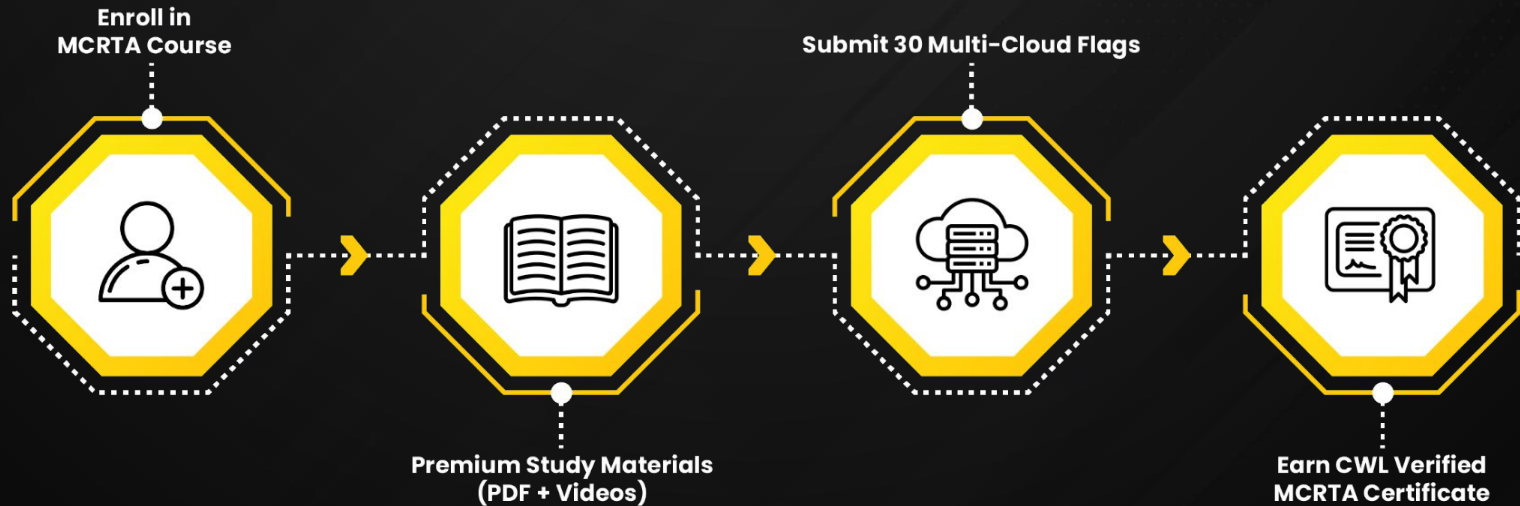 Enroll in
MCRTA Course
Premium Study Materials
(PDF + Videos)
Submit 30 Multi-Cloud Flags
Earn CWL Verified
MCRTA Certificate